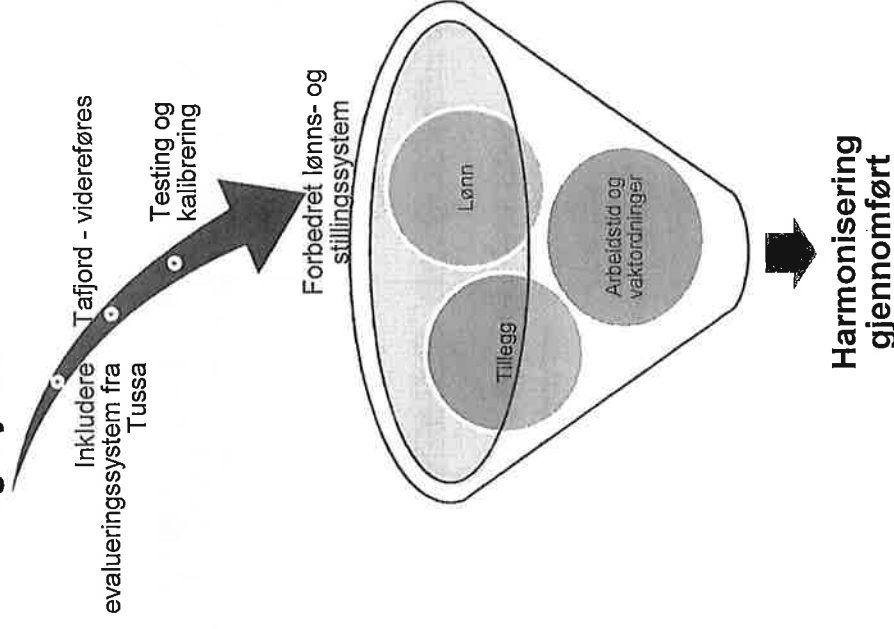 Inkludere
evalueringssystem fra
Tussa
Tafjord - videreføres
Testing og
kalibrering
Forbedret lønns- og
stillingssystem
Lønn
Tillegg
Arbeidstid og
vaktordninger
Harmonisering
gjennomført